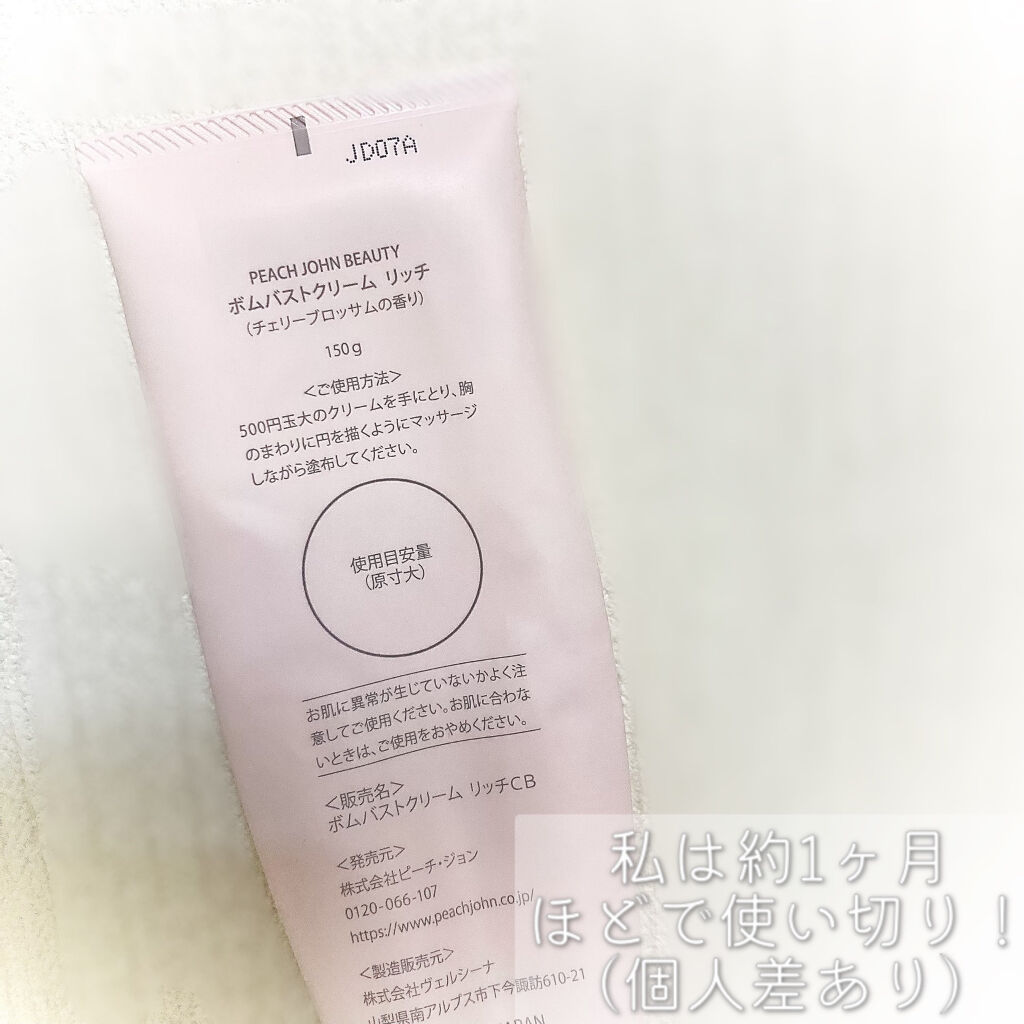 JD07A
PEACH JOHN BEAUTY
ボムバストクリーム リッチ
(チェリーブロッサムの香り)
150g
<ご使用方法>
500円玉大のクリームを手にとり、胸
のまわりに円を描くようにマッサージ
しながら塗布してください。
使用目安量
(原寸大)
お肌に異常が生じていないかよく注
意してご使用ください。お肌に合わな
いときは、ご使用をおやめください。
<販売名>
ボムバストクリーム リッチCB
<発売元>
株式会社ピーチ・ジョン
0120-066-107
https://www.peachjohn.co.jp/
<製造販売元>
株式会社ヴェルシーナ
山梨県南アルプス市下今諏訪610-21
JAPAN
私は約1ヶ月
ほどで使い切り！
(個人差あり)